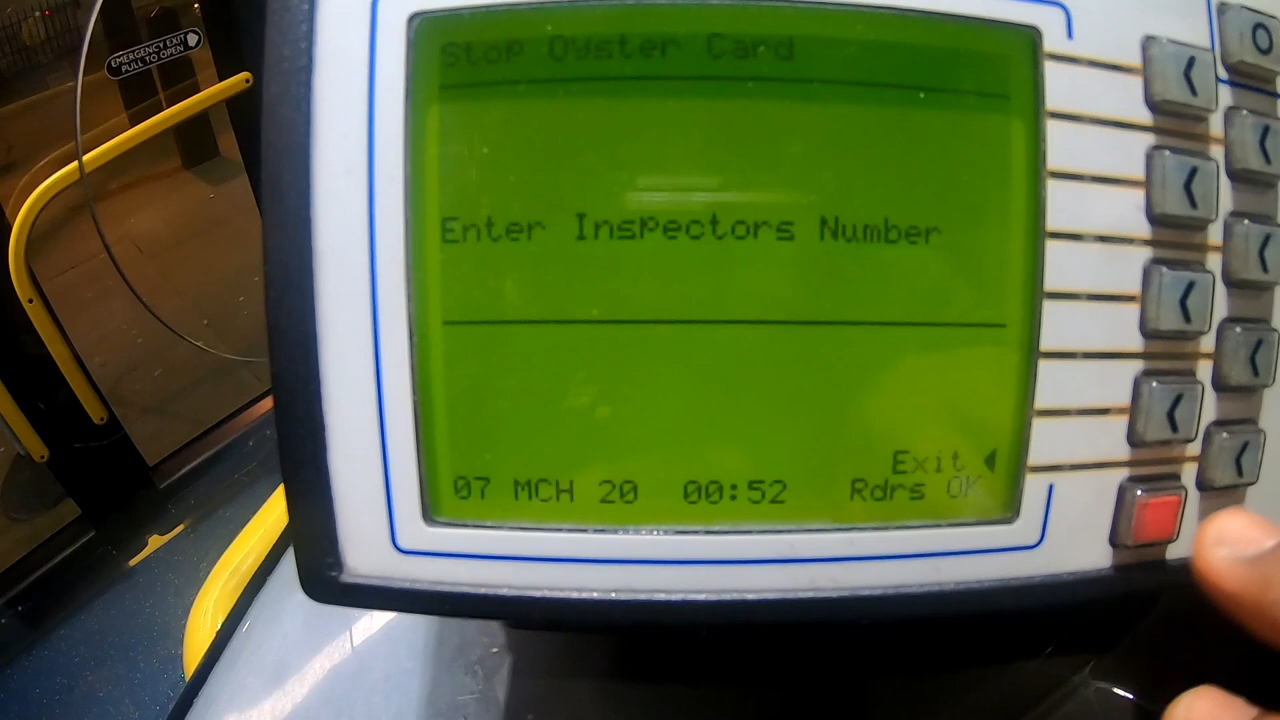 EMERGENCY EXIT
PULL TO OPEN
Stop Oyster Card
Enter Inspectors Number
Exit
07 MCH 20 00:52 Rdrs OK